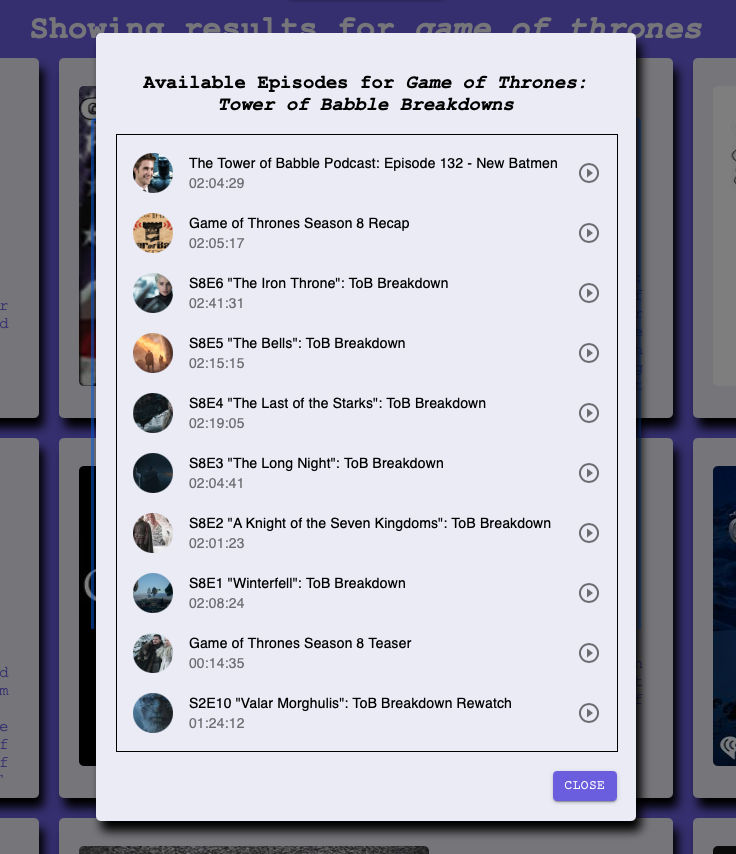 Showing results for game of thrones
Available Episodes for Game of Thrones:
Tower of Babble Breakdowns
The Tower of Babble Podcast: Episode 132 - New Batmen
02:04:29
Game of Thrones Season 8 Recap
02:05:17
S8E6 "The Iron Throne": ToB Breakdown
02:41:31
S8E5 "The Bells": ToB Breakdown
02:15:15
S8E4 "The Last of the Starks": ToB Breakdown
02:19:05
S8E3 "The Long Night": ToB Breakdown
02:04:41
S8E2 "A Knight of the Seven Kingdoms": ToB Breakdown
02:01:23
S8E1 "Winterfell": ToB Breakdown
02:08:24
Game of Thrones Season 8 Teaser
00:14:35
S2E10 "Valar Morghulis": ToB Breakdown Rewatch
01:24:12
CLOSE